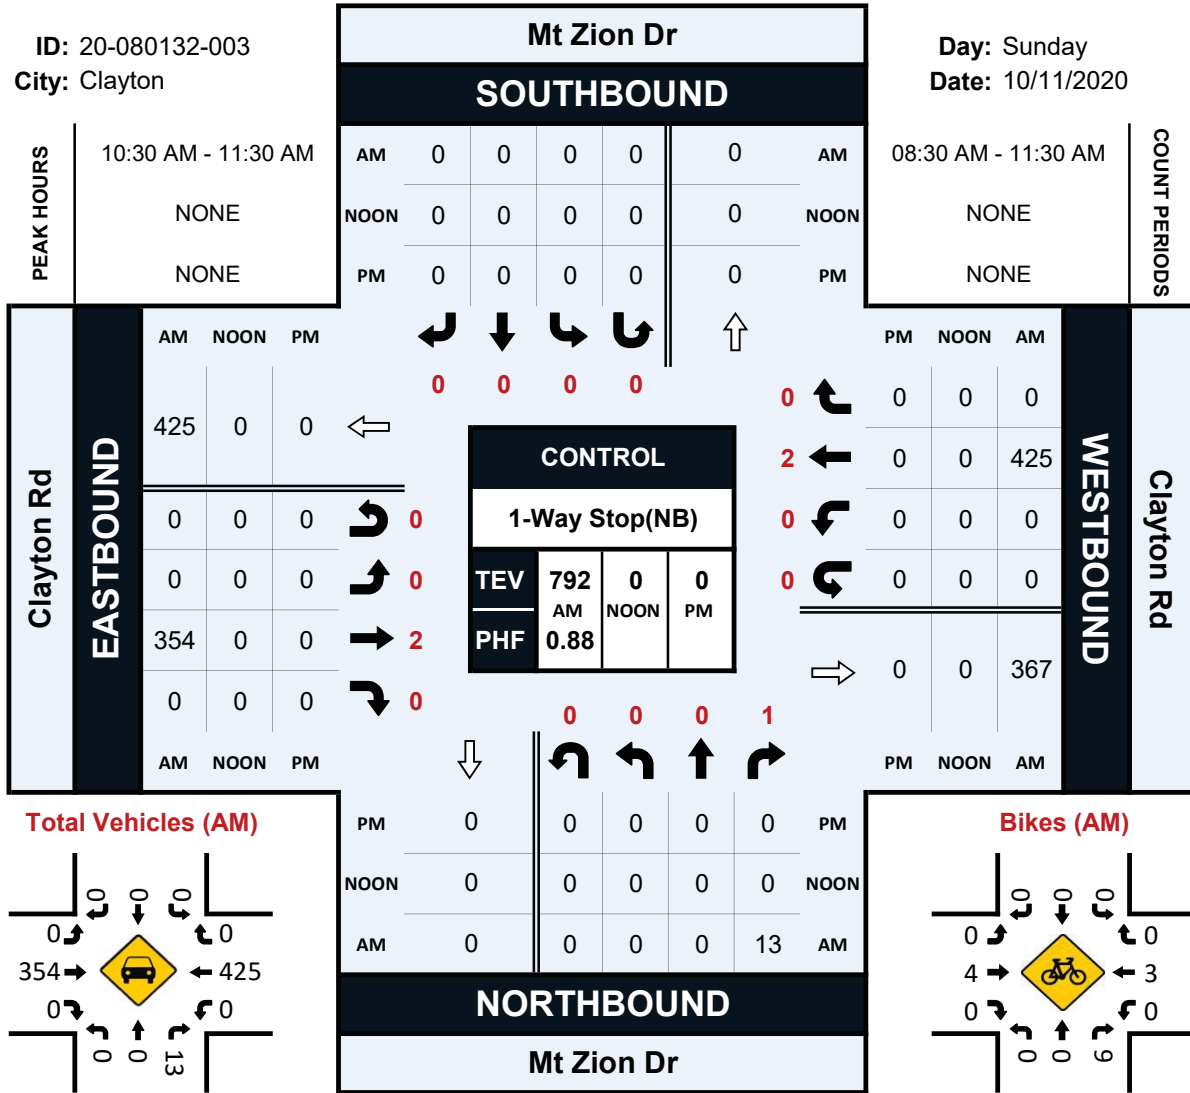 Mt Zion Dr
ID: 20-080132-003
Day: Sunday
City: Clayton
Date: 10/11/2020
SOUTHBOUND
PEAK HOURS
10:30 AM - 11:30 AM
AM 0 0 0 0 0 AM
08:30 AM - 11:30 AM
COUNT PERIODS
NONE
NOON 0 0 0 0 0 NOON
NONE
NONE
PM 0 0 0 0 0 PM
NONE
Clayton Rd
EASTBOUND
AM NOON PM
PM NOON AM
WESTBOUND
Clayton Rd
0 0 0 0
0 0 0 0
425 0 0
2 0 0 425
CONTROL
1-Way Stop(NB)
0 0 0 0
0 0 0 0
0 0 0 0
0 0 0 0
TEV 792 0 0
AM NOON PM
PHF 0.88
354 0 0 2
0 0 367
0 0 0 0
0 0 0 1
AM NOON PM
PM NOON AM
Total Vehicles (AM)
PM 0 0 0 0 0 PM
Bikes (AM)
NOON 0 0 0 0 0 NOON
AM 0 0 0 0 13 AM
NORTHBOUND
Mt Zion Dr
0 0 0
0 0
354 425
0 0
0 0 13
0 0 0
0 0
4 3
0 0
0 0 9